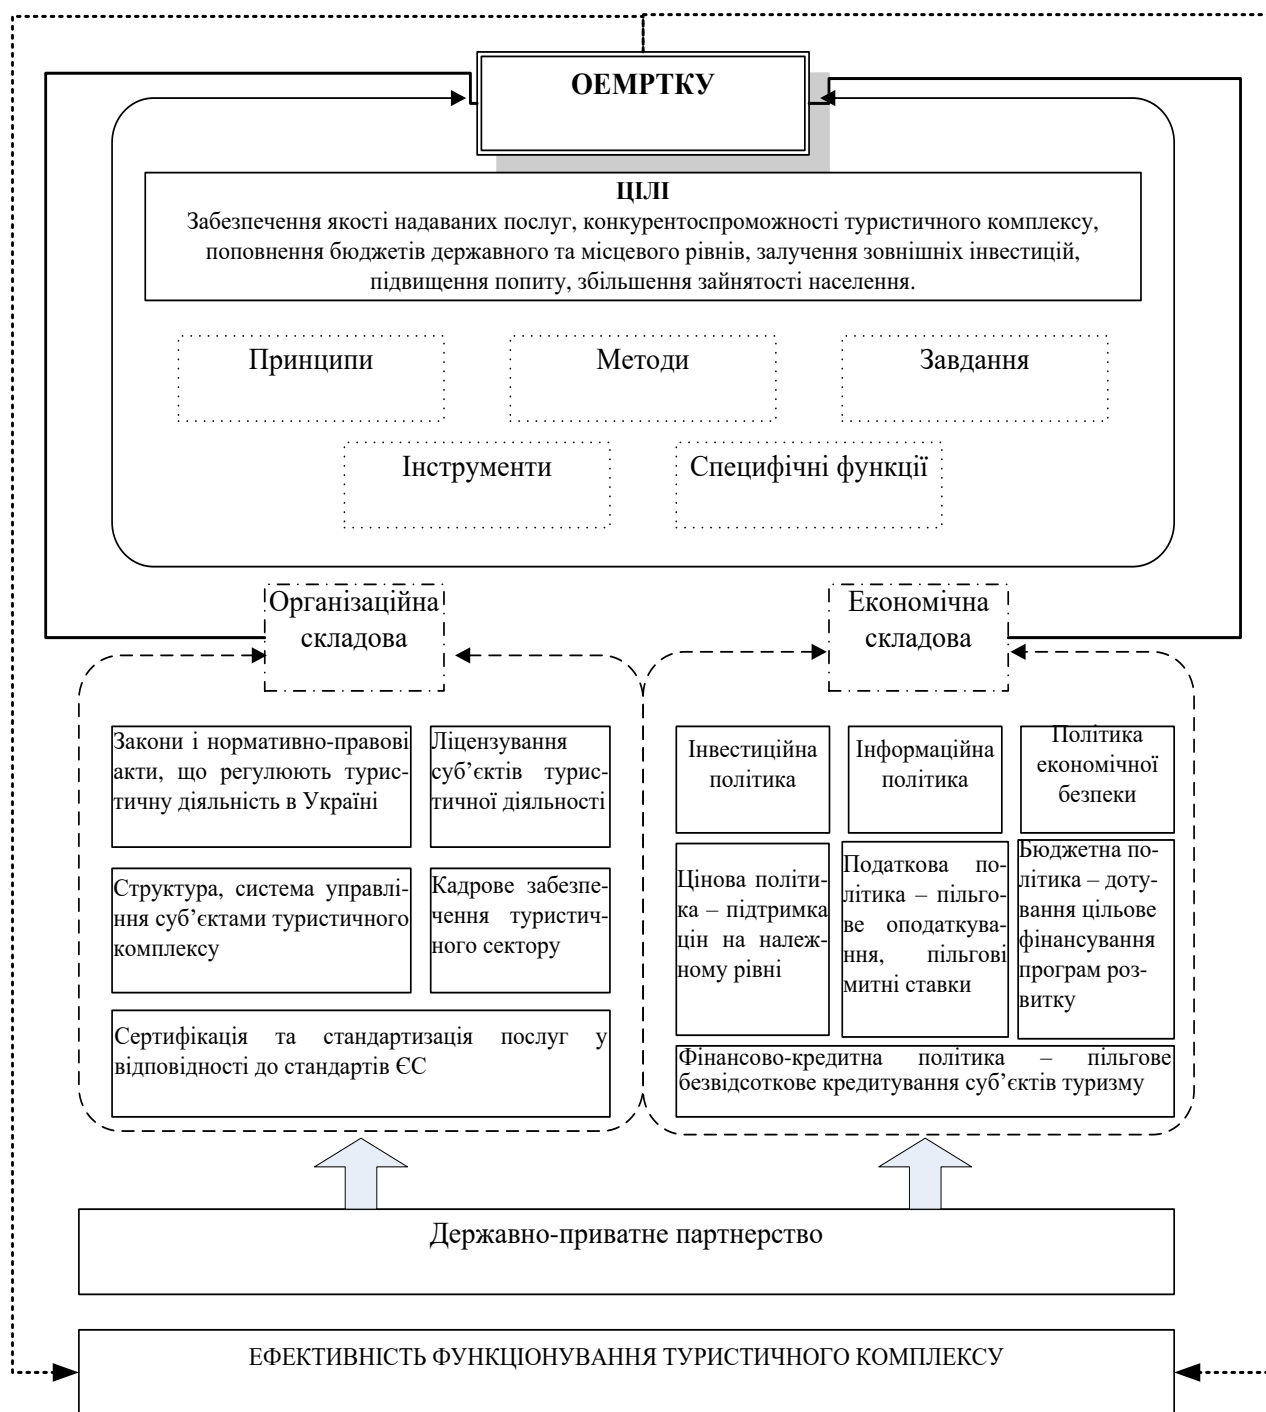 ОЕМРТКУ
ЦІЛІ
Забезпечення якості надаваних послуг, конкурентоспроможності туристичного комплексу,
поповнення бюджетів державного та місцевого рівнів, залучення зовнішніх інвестицій,
підвищення попиту, збільшення зайнятості населення.
Принципи
Методи
Завдання
Інструменти
Специфічні функції
Організаційна
складова
Економічна
складова
Закони і нормативно-правові
акти, що регулюють турис-
тичну діяльність в Україні
Ліцензування
суб’єктів турис-
тичної діяльності
Структура, система управлі-
ння суб’єктами туристичного
комплексу
Кадрове забезпе-
чення туристич-
ного сектору
Сертифікація та стандартизація послуг у
відповідності до стандартів ЄС
Інвестиційна
політика
Інформаційна
політика
Політика
економічної
безпеки
Цінова політи-
ка – підтримка
цін на належ-
ному рівні
Податкова по-
літика – пільго-
ве оподаткува-
ння, пільгові
митні ставки
Бюджетна по-
літика – доту-
вання цільове
фінансування
програм роз-
витку
Фінансово-кредитна політика – пільгове
безвідсоткове кредитування суб’єктів туризму
Державно-приватне партнерство
ЕФЕКТИВНІСТЬ ФУНКЦІОНУВАННЯ ТУРИСТИЧНОГО КОМПЛЕКСУ